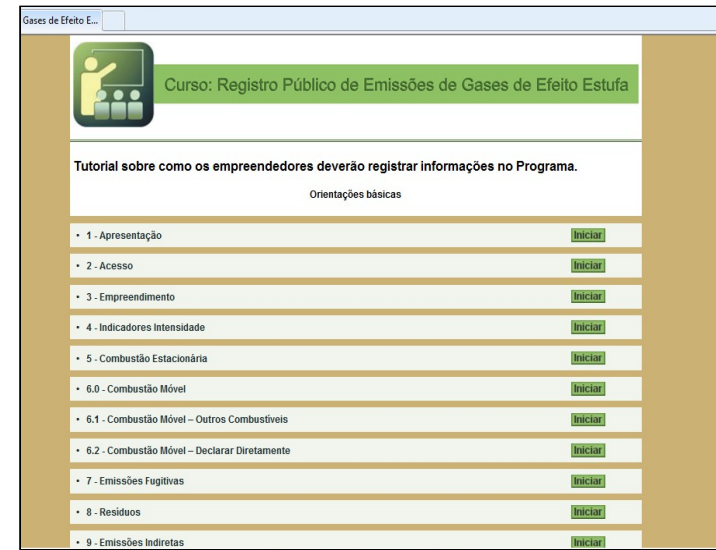 Gases de Efeito E...
Curso: Registro Público de Emissões de Gases de Efeito Estufa
Tutorial sobre como os empreendedores deverão registrar informações no Programa.
Orientações básicas
• 1 - Apresentação Iniciar
• 2 - Acesso Iniciar
• 3 - Empreendimento Iniciar
• 4 - Indicadores Intensidade Iniciar
• 5 - Combustão Estacionária Iniciar
• 6.0 - Combustão Móvel Iniciar
• 6.1 - Combustão Móvel – Outros Combustíveis Iniciar
• 6.2 - Combustão Móvel – Declarar Diretamente Iniciar
• 7 - Emissões Fugitivas Iniciar
• 8 - Resíduos Iniciar
• 9 - Emissões Indiretas Iniciar